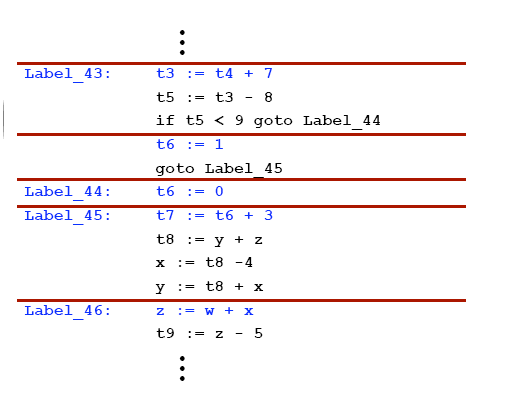 Label_43: t3 := t4 + 7
t5 := t3 - 8
if t5 < 9 goto Label_44
t6 := 1
goto Label_45
Label_44: t6 := 0
Label_45: t7 := t6 + 3
t8 := y + z
x := t8 -4
y := t8 + x
Label_46: z := w + x
t9 := z - 5